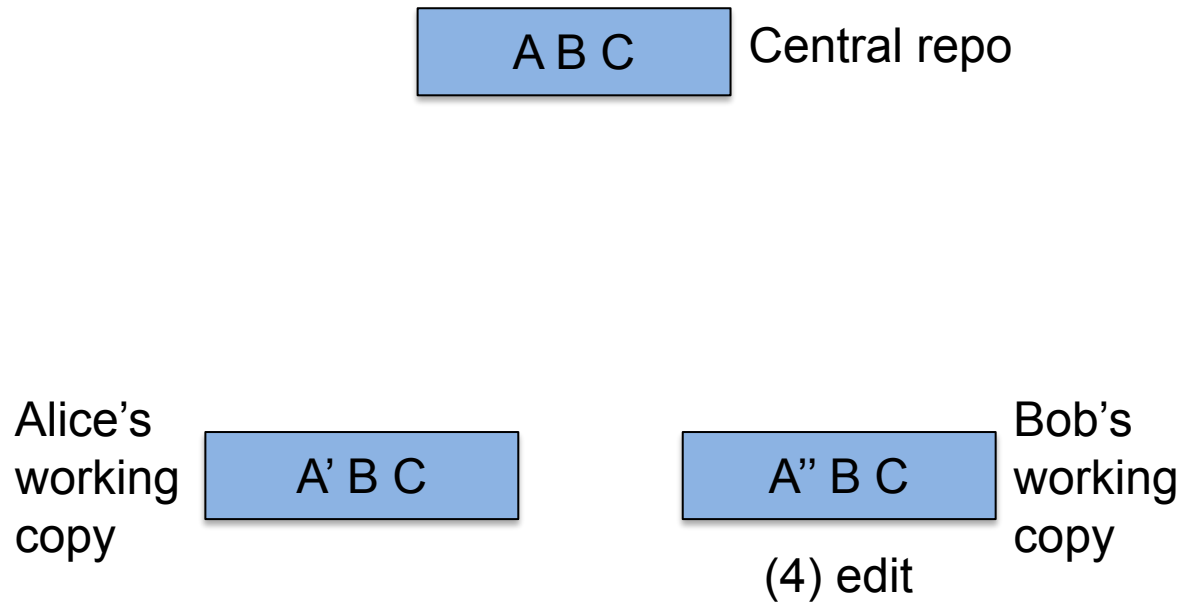 A B C
Central repo
Alice’s
working
copy
A’ B C
A’’ B C
Bob’s
working
copy
(4) edit